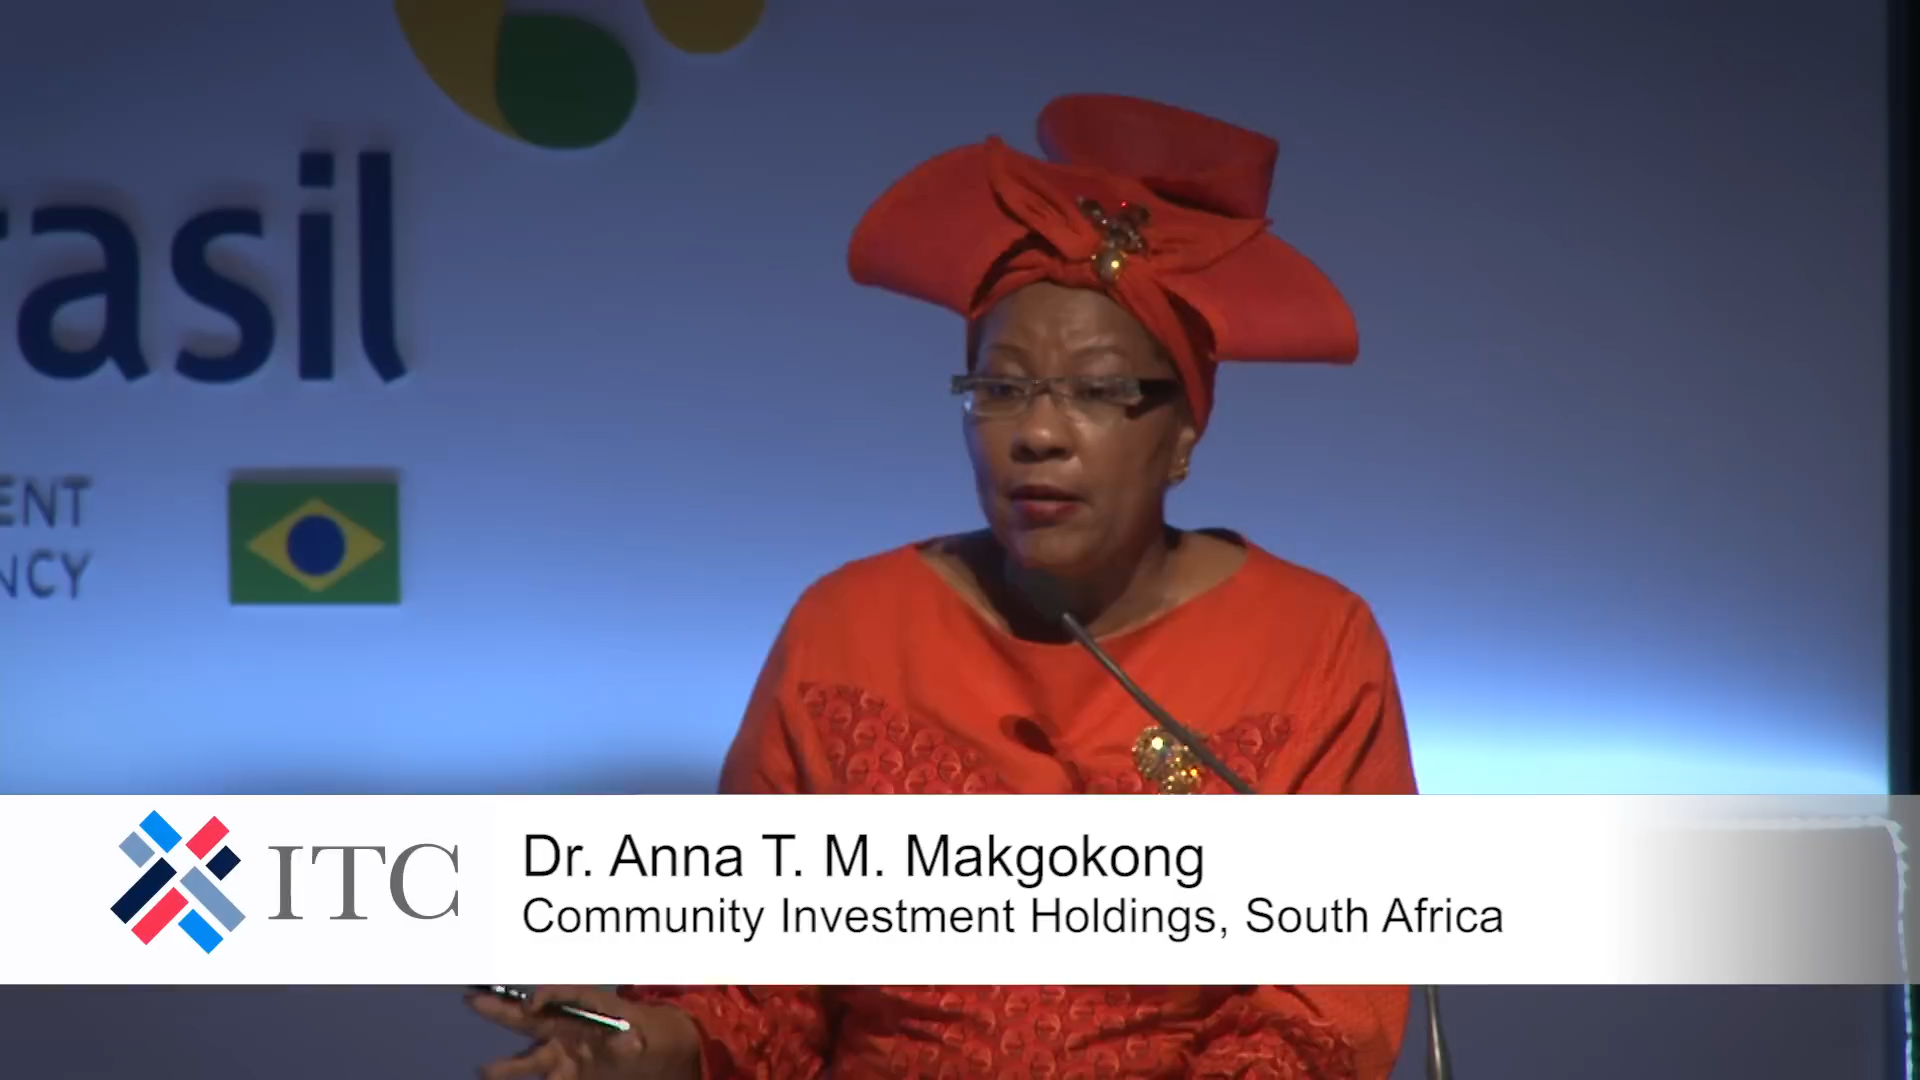 rasil
ENT
NCY
ITC
Dr. Anna T. M. Makgokong
Community Investment Holdings, South Africa